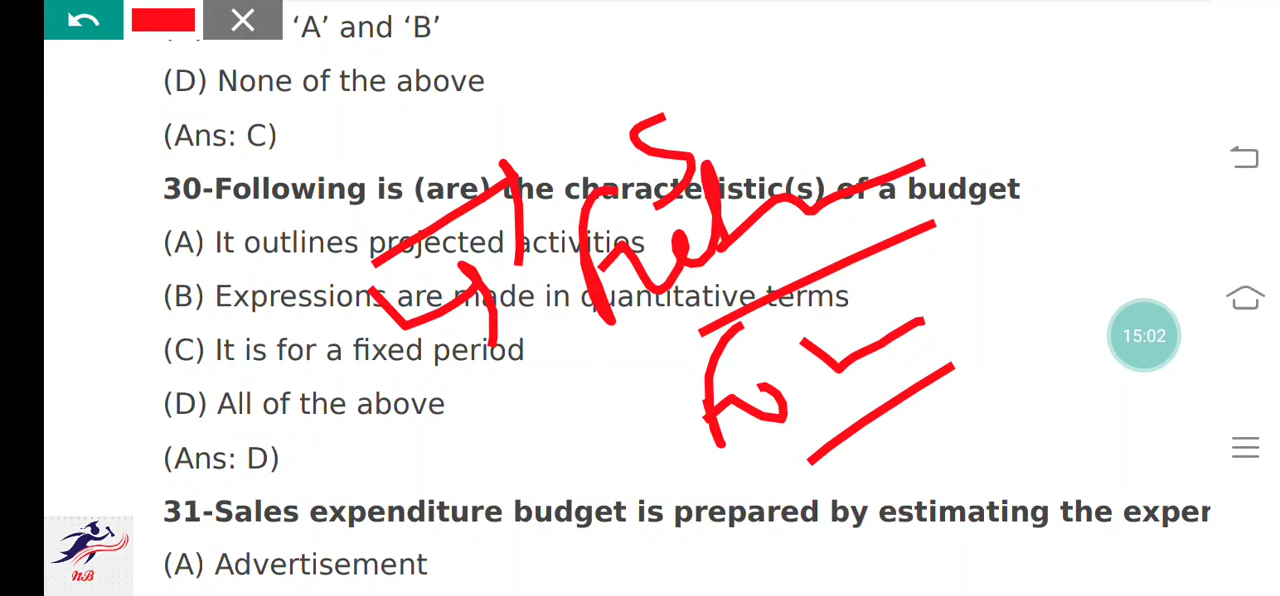 ‘A’ and ‘B’
(D) None of the above
(Ans: C)
30-Following is (are) the characteristic(s) of a budget
(A) It outlines projected activities
(B) Expressions are made in quantitative terms
(C) It is for a fixed period
15:02
(D) All of the above
(Ans: D)
31-Sales expenditure budget is prepared by estimating the exper
(A) Advertisement
NB